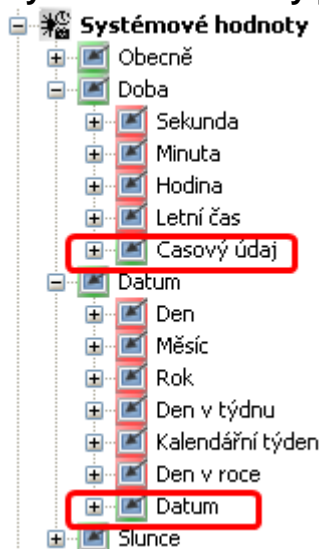 Systémové hodnoty
Obecně
Doba
Sekunda
Minuta
Hodina
Letní čas
Casový údaj
Datum
Den
Měsíc
Rok
Den v týdnu
Kalendářní týden
Den v roce
Datum
Slunce